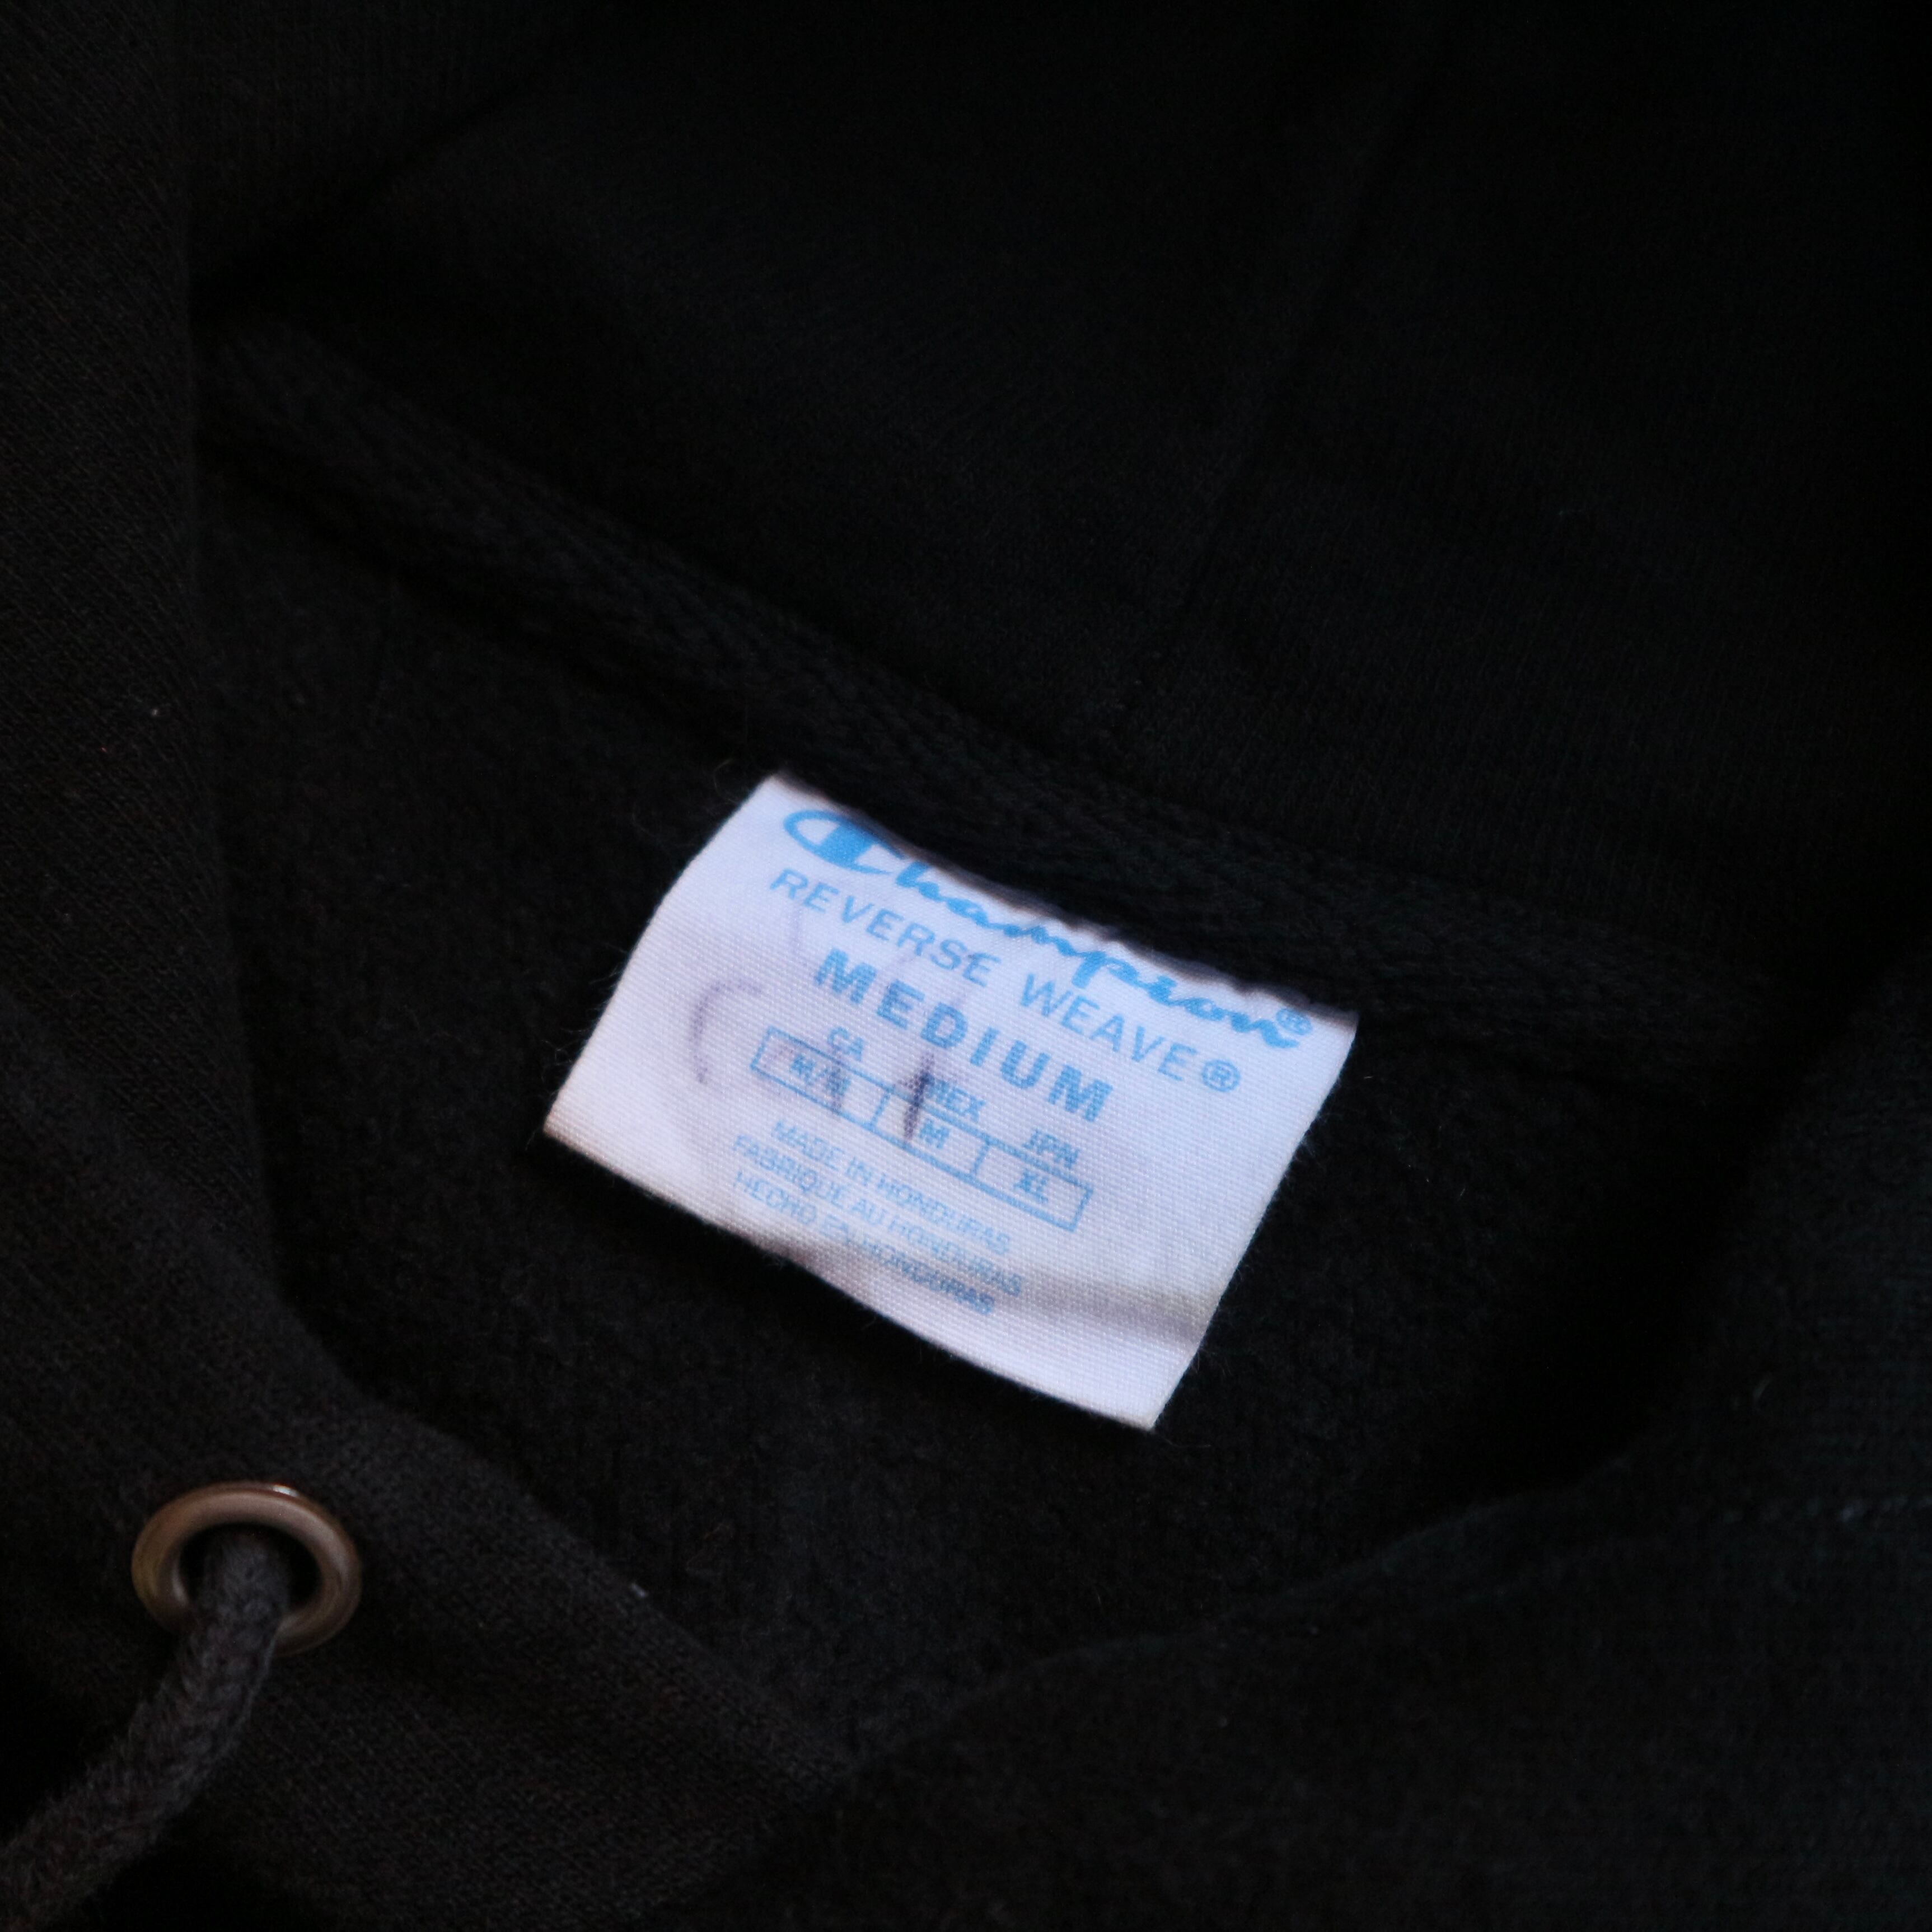 Champion®
REVERSE WEAVE®
MEDIUM
CA MEX JPN
M/M M XL
MADE IN HONDURAS
FABRIQUÉ AU HONDURAS
HECHO EN HONDURAS